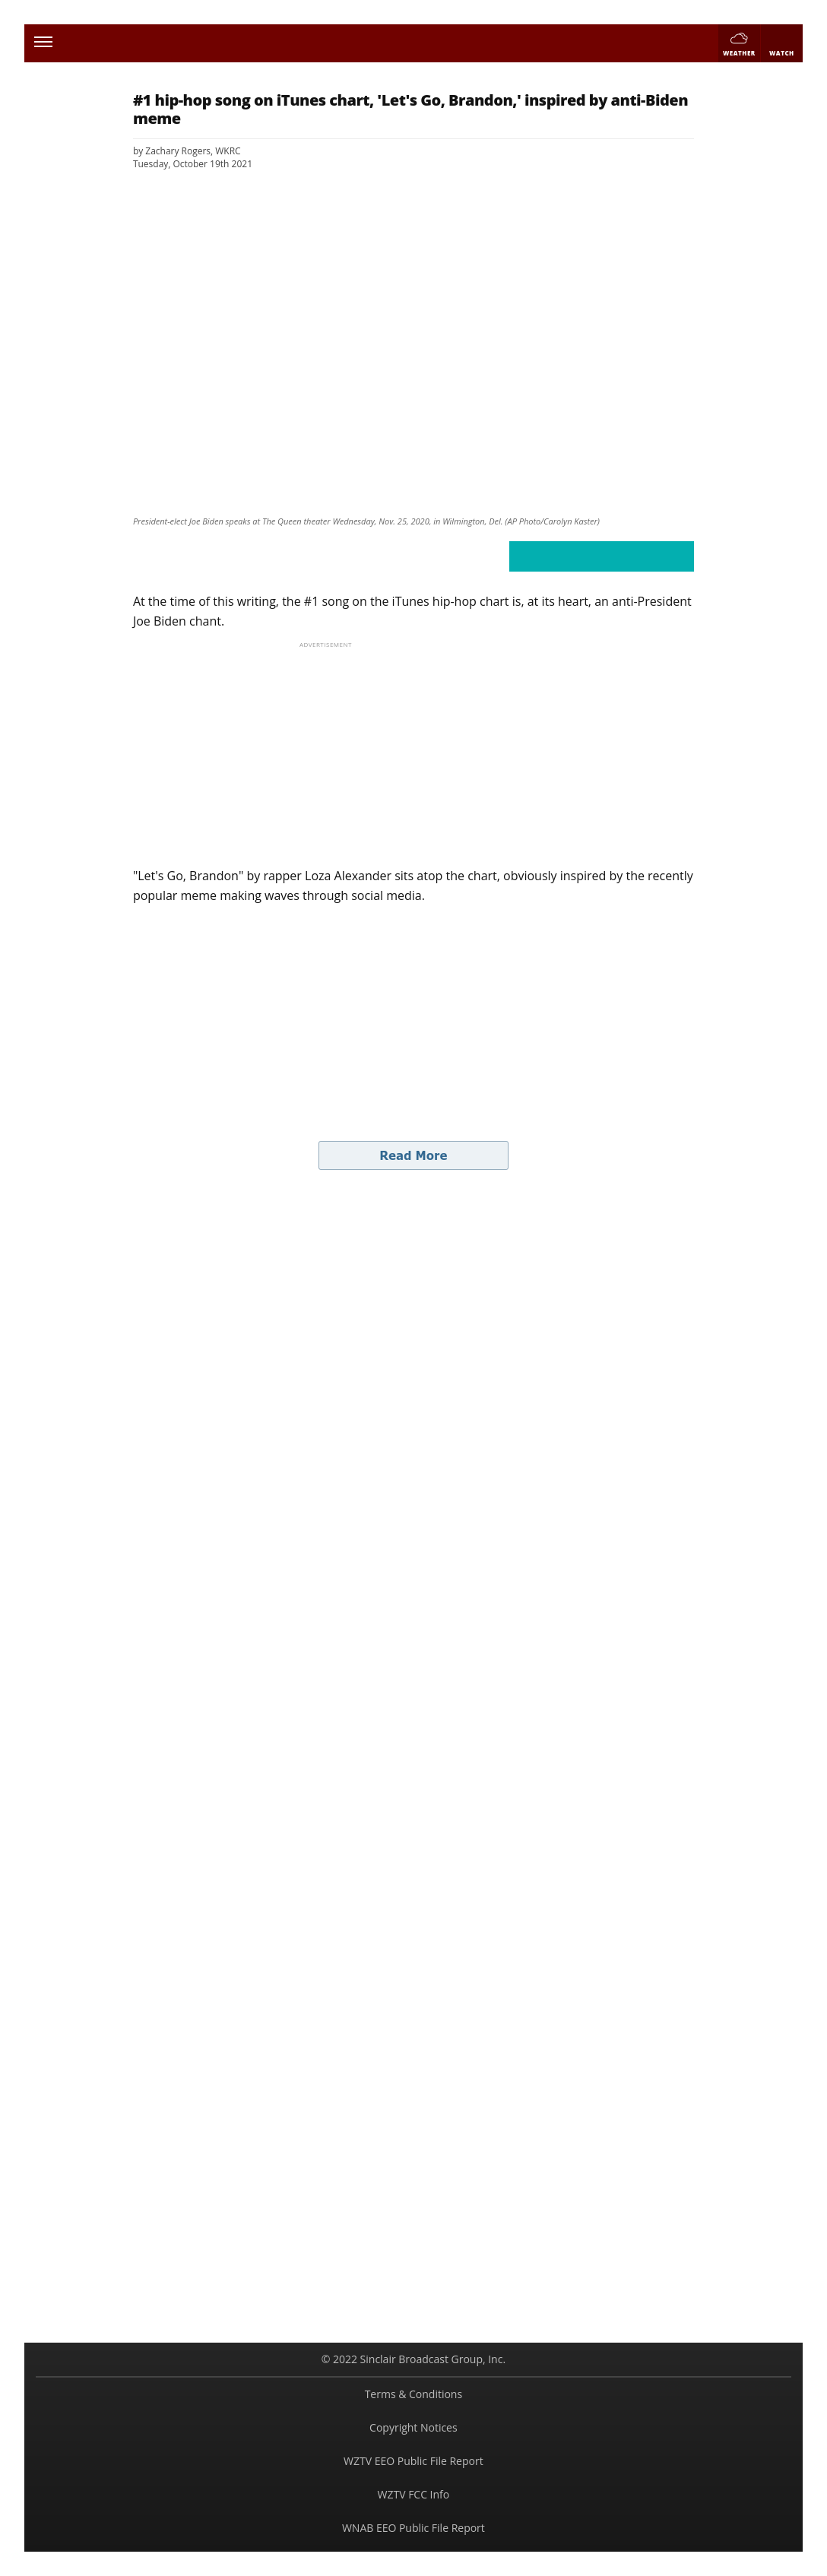 WEATHER
WATCH
#1 hip-hop song on iTunes chart, 'Let's Go, Brandon,' inspired by anti-Biden
meme
by Zachary Rogers, WKRC
Tuesday, October 19th 2021
President-elect Joe Biden speaks at The Queen theater Wednesday, Nov. 25, 2020, in Wilmington, Del. (AP Photo/Carolyn Kaster)
At the time of this writing, the #1 song on the iTunes hip-hop chart is, at its heart, an anti-President
Joe Biden chant.
ADVERTISEMENT
"Let's Go, Brandon" by rapper Loza Alexander sits atop the chart, obviously inspired by the recently
popular meme making waves through social media.
Read More
© 2022 Sinclair Broadcast Group, Inc.
Terms & Conditions
Copyright Notices
WZTV EEO Public File Report
WZTV FCC Info
WNAB EEO Public File Report